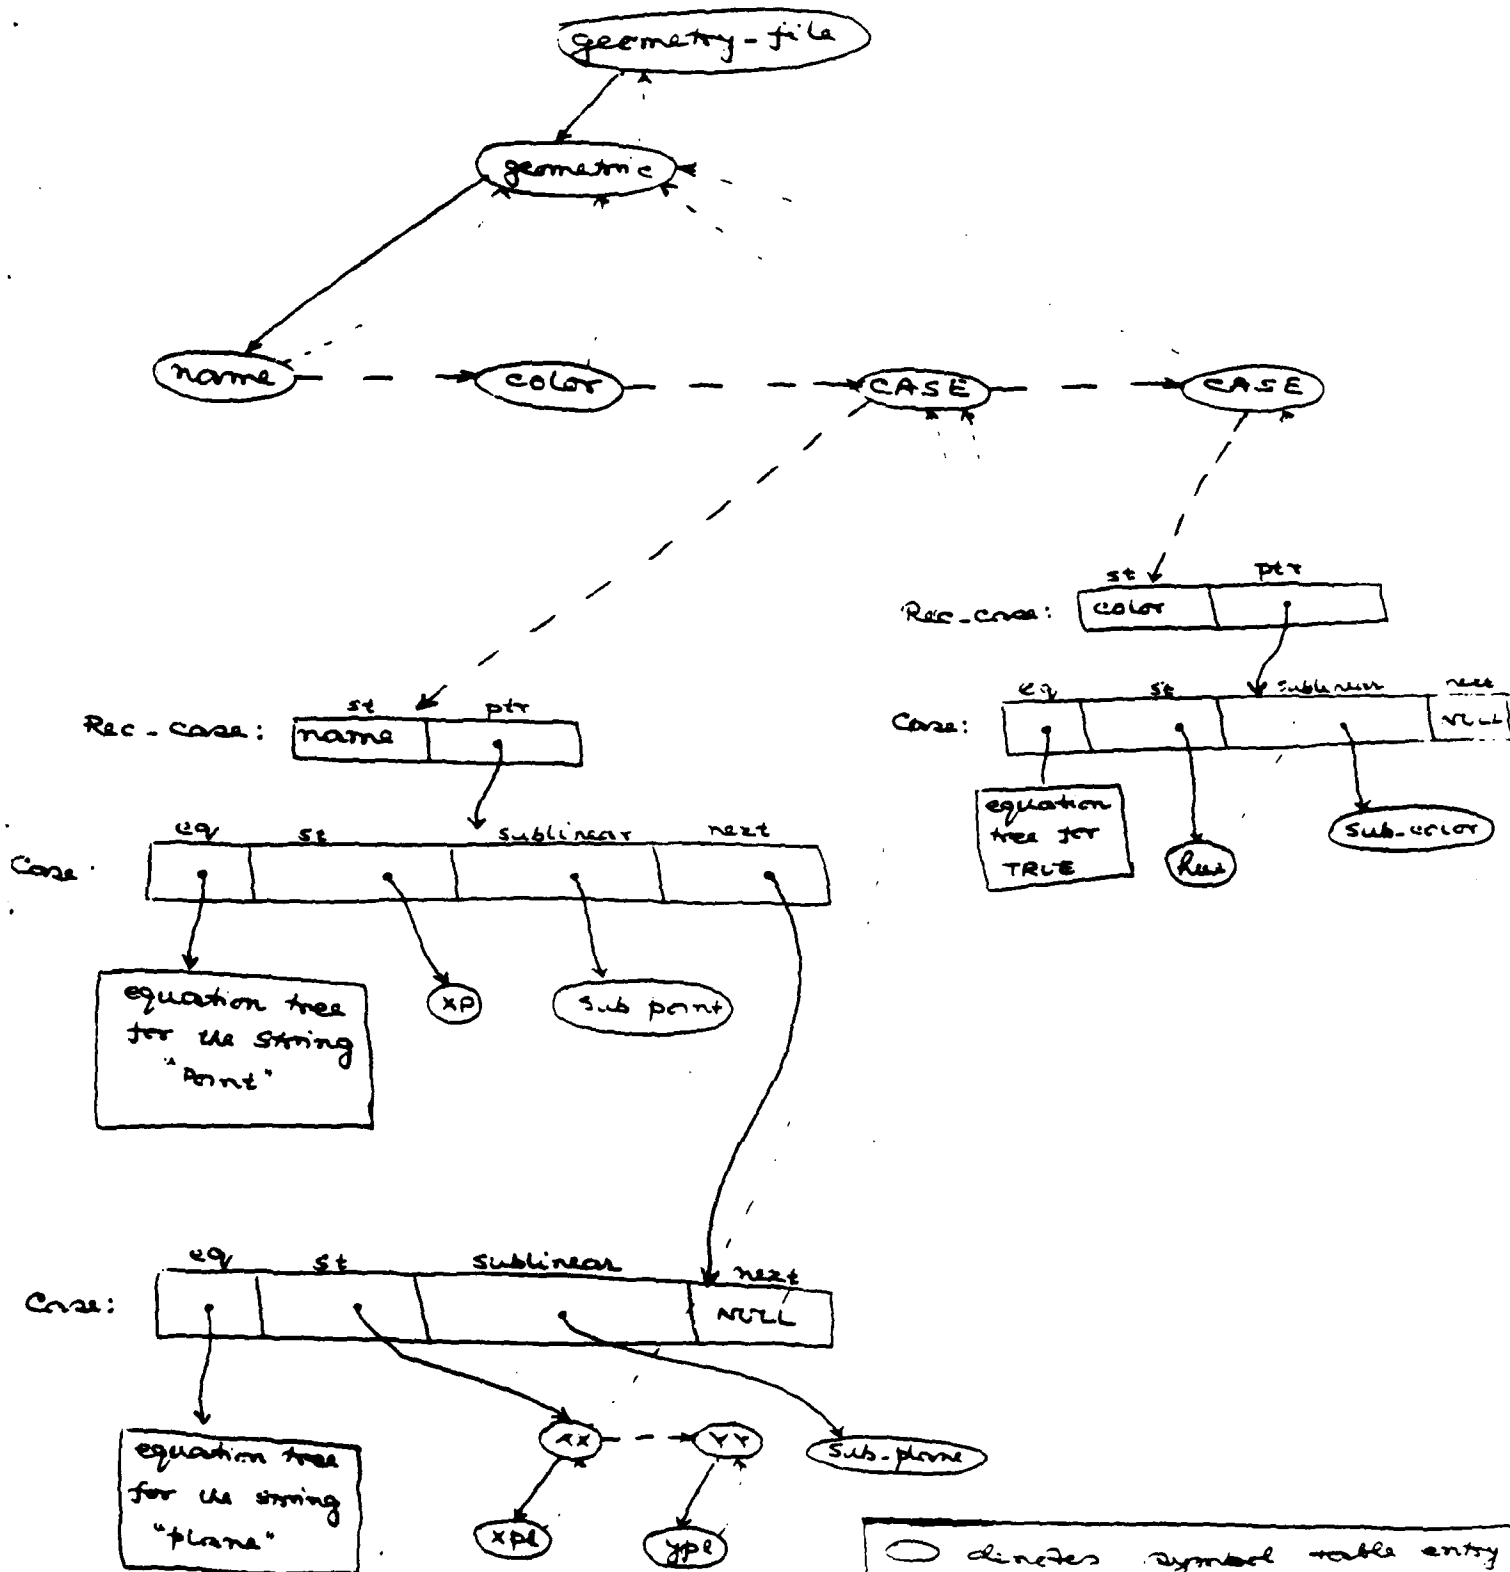 geometry-file
geometric
name
color
CASE
CASE
st ptr
Rec-case: color
eq st sublinear next
Case: NULL
equation
tree for
TRUE
sub-color
st ptr
Rec-case: name
eq st sublinear next
Case:
equation tree
for the string
"Point"
xp
sub point
eq st sublinear next
Case: NULL
equation tree
for the string
"plane"
XX
YY
sub-plane
xpl
ypl
denotes symbol table entry